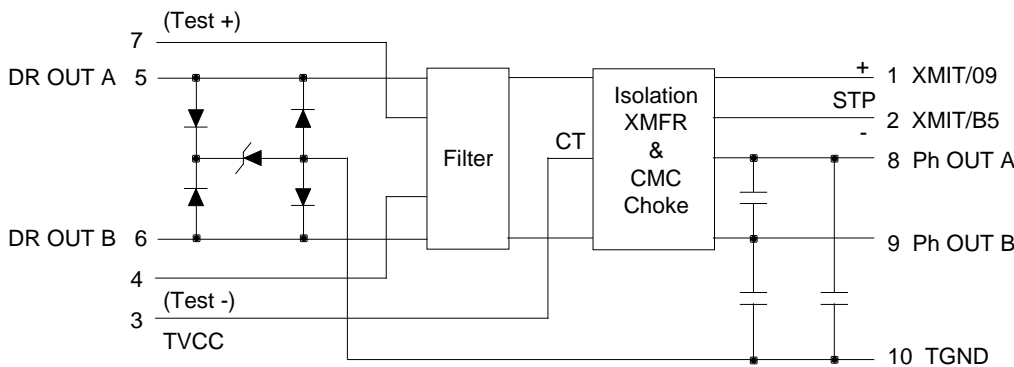 (Test +)
7
DR OUT A 5
DR OUT B 6
4
(Test -)
3
TVCC
Filter
CT
Isolation
XMFR
&
CMC
Choke
+
1 XMIT/09
STP
2 XMIT/B5
-
8 Ph OUT A
9 Ph OUT B
10 TGND